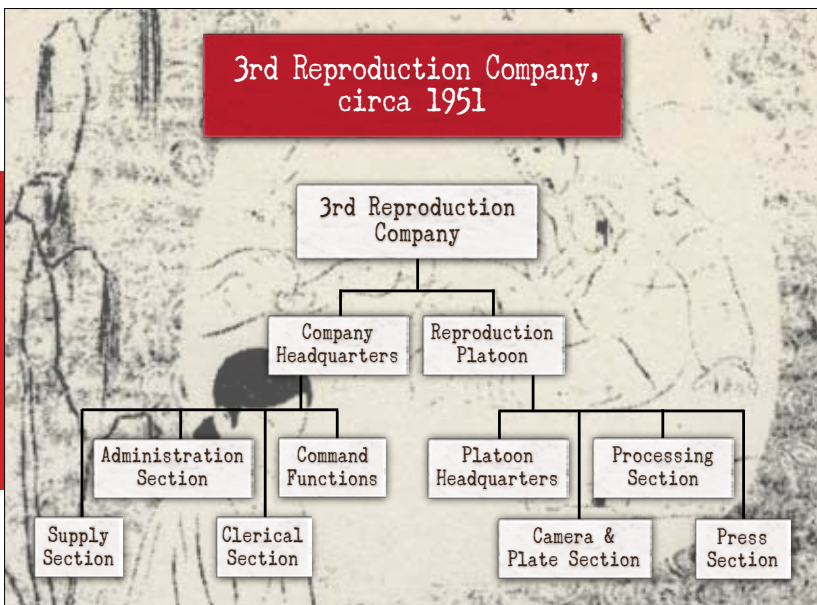 3rd Reproduction Company,
circa 1951
3rd Reproduction
Company
Company
Headquarters
Reproduction
Platoon
Administration
Section
Command
Functions
Platoon
Headquarters
Processing
Section
Supply
Section
Clerical
Section
Camera &
Plate Section
Press
Section